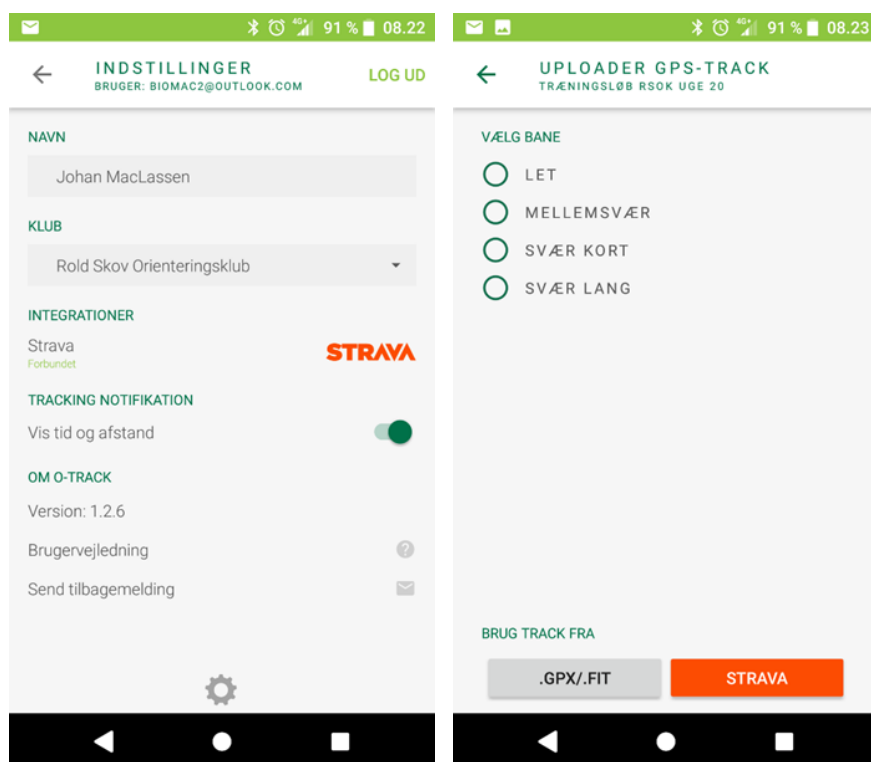 4G+ 91 % 08.22
INDSTILLINGER
BRUGER: BIOMAC2@OUTLOOK.COM
LOG UD
NAVN
Johan MacLassen
KLUB
Rold Skov Orienteringsklub
INTEGRATIONER
Strava
Forbundet
STRAVA
TRACKING NOTIFIKATION
Vis tid og afstand
OM O-TRACK
Version: 1.2.6
Brugervejledning
?
Send tilbagemelding
4G+ 91 % 08.23
UPLOADER GPS-TRACK
TRÆNINGSLØB RSOK UGE 20
VÆLG BANE
LET
MELLEMSVÆR
SVÆR KORT
SVÆR LANG
BRUG TRACK FRA
.GPX/.FIT
STRAVA